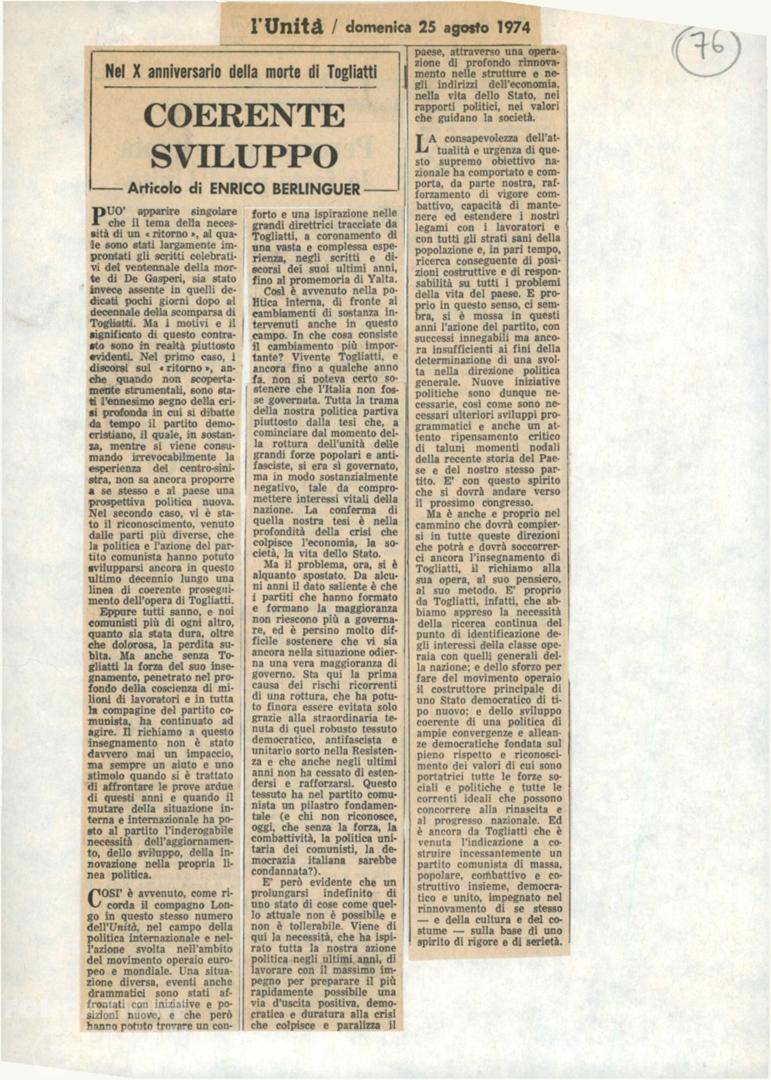 l'Unità / domenica 25 agosto 1974
76
Nel X anniversario della morte di Togliatti
COERENTE
SVILUPPO
Articolo di ENRICO BERLINGUER
PUO' apparire singolare
che il tema della neces-
sità di un « ritorno », al qua-
le sono stati largamente im-
prontati gli scritti celebrati-
vi del ventennale della mor-
te di De Gasperi, sia stato
invece assente in quelli de-
dicati pochi giorni dopo al
decennale della scomparsa di
Togliatti. Ma i motivi e il
significato di questo contra-
sto sono in realtà piuttosto
evidenti. Nel primo caso, i
discorsi sul « ritorno », an-
che quando non scoperta-
mente strumentali, sono sta-
ti l'ennesimo segno della cri-
si profonda in cui si dibatte
da tempo il partito demo-
cristiano, il quale, in sostan-
za, mentre si viene consu-
mando irrevocabilmente la
esperienza del centro-sini-
stra, non sa ancora proporre
a se stesso e al paese una
prospettiva politica nuova.
Nel secondo caso, vi è sta-
to il riconoscimento, venuto
dalle parti più diverse, che
la politica e l'azione del par-
tito comunista hanno potuto
svilupparsi ancora in questo
ultimo decennio lungo una
linea di coerente prosegui-
mento dell'opera di Togliatti.
Eppure tutti sanno, e noi
comunisti più di ogni altro,
quanto sia stata dura, oltre
che dolorosa, la perdita su-
bita. Ma anche senza To-
gliatti la forza del suo inse-
gnamento, penetrato nel pro-
fondo della coscienza di mi-
lioni di lavoratori e in tutta
la compagine del partito co-
munista, ha continuato ad
agire. Il richiamo a questo
insegnamento non è stato
davvero mai un impaccio,
ma sempre un aiuto e uno
stimolo quando si è trattato
di affrontare le prove ardue
di questi anni e quando il
mutare della situazione in-
terna e internazionale ha po-
sto al partito l'inderogabile
necessità dell'aggiornamen-
to, dello sviluppo, della in-
novazione nella propria li-
nea politica.
COSI' è avvenuto, come ri-
corda il compagno Lon-
go in questo stesso numero
dell'Unità, nel campo della
politica internazionale e nel-
l'azione svolta nell'ambito
del movimento operaio euro-
peo e mondiale. Una situa-
zione diversa, eventi anche
drammatici sono stati af-
frontati con iniziative e po-
sizioni nuove, e che però
hanno potuto trovare un con-
forto e una ispirazione nelle
grandi direttrici tracciate da
Togliatti, a coronamento di
una vasta e complessa espe-
rienza, negli scritti e di-
scorsi dei suoi ultimi anni,
fino al promemoria di Yalta.
Così è avvenuto nella po-
litica interna, di fronte al
cambiamenti di sostanza in-
tervenuti anche in questo
campo. In che cosa consiste
il cambiamento più impor-
tante? Vivente Togliatti, e
ancora fino a qualche anno
fa, non si poteva certo so-
stenere che l'Italia non fos-
se governata. Tutta la trama
della nostra politica partiva
piuttosto dalla tesi che, a
cominciare dal momento del-
la rottura dell'unità delle
grandi forze popolari e anti-
fasciste, si era sì governato,
ma in modo sostanzialmente
negativo, tale da compro-
mettere interessi vitali della
nazione. La conferma di
quella nostra tesi è nella
profondità della crisi che
colpisce l'economia, la so-
cietà, la vita dello Stato.
Ma il problema, ora, si è
alquanto spostato. Da alcu-
ni anni il dato saliente è che
i partiti che hanno formato
e formano la maggioranza
non riescono più a governa-
re, ed è persino molto dif-
ficile sostenere che vi sia
ancora nella situazione odier-
na una vera maggioranza di
governo. Sta qui la prima
causa dei rischi ricorrenti
di una rottura, che ha potu-
to finora essere evitata solo
grazie alla straordinaria te-
nuta di quel robusto tessuto
democratico, antifascista e
unitario sorto nella Resisten-
za e che anche negli ultimi
anni non ha cessato di esten-
dersi e rafforzarsi. Questo
tessuto ha nel partito comu-
nista un pilastro fondamen-
tale (e chi non riconosce,
oggi, che senza la forza, la
combattività, la politica uni-
taria dei comunisti, la de-
mocrazia italiana sarebbe
condannata?).
E' però evidente che un
prolungarsi indefinito di
uno stato di cose come quel-
lo attuale non è possibile e
non è tollerabile. Viene di
qui la necessità, che ha ispi-
rato tutta la nostra azione
politica negli ultimi anni, di
lavorare con il massimo im-
pegno per preparare il più
rapidamente possibile una
via d'uscita positiva, demo-
cratica e duratura alla crisi
che colpisce e paralizza il
paese, attraverso una opera-
zione di profondo rinnova-
mento nelle strutture e ne-
gli indirizzi dell'economia,
nella vita dello Stato, nei
rapporti politici, nei valori
che guidano la società.
LA consapevolezza dell'at-
tualità e urgenza di que-
sto supremo obiettivo na-
zionale ha comportato e com-
porta, da parte nostra, raf-
forzamento di vigore com-
battivo, capacità di mante-
nere ed estendere i nostri
legami con i lavoratori e
con tutti gli strati sani della
popolazione e, in pari tempo,
ricerca conseguente di posi-
zioni costruttive e di respon-
sabilità su tutti i problemi
della vita del paese. E pro-
prio in questo senso, ci sem-
bra, si è mossa in questi
anni l'azione del partito, con
successi innegabili ma anco-
ra insufficienti ai fini della
determinazione di una svol-
ta nella direzione politica
generale. Nuove iniziative
politiche sono dunque ne-
cessarie, così come sono ne-
cessari ulteriori sviluppi pro-
grammatici e anche un at-
tento ripensamento critico
di taluni momenti nodali
della recente storia del Pae-
se e del nostro stesso par-
tito. E' con questo spirito
che si dovrà andare verso
il prossimo congresso.
Ma è anche e proprio nel
cammino che dovrà compier-
si in tutte queste direzioni
che potrà e dovrà soccorrer-
ci ancora l'insegnamento di
Togliatti, il richiamo alla
sua opera, al suo pensiero,
al suo metodo. E' proprio
da Togliatti, infatti, che ab-
biamo appreso la necessità
della ricerca continua del
punto di identificazione de-
gli interessi della classe ope-
raia con quelli generali del-
la nazione; e dello sforzo per
fare del movimento operaio
il costruttore principale di
uno Stato democratico di ti-
po nuovo; e dello sviluppo
coerente di una politica di
ampie convergenze e allean-
ze democratiche fondata sul
pieno rispetto e riconosci-
mento dei valori di cui sono
portatrici tutte le forze so-
ciali e politiche e tutte le
correnti ideali che possono
concorrere alla rinascita e
al progresso nazionale. Ed
è ancora da Togliatti che è
venuta l'indicazione a co-
struire incessantemente un
partito comunista di massa,
popolare, combattivo e co-
struttivo insieme, democra-
tico e unito, impegnato nel
rinnovamento di se stesso
— e della cultura e del co-
stume — sulla base di uno
spirito di rigore e di serietà.